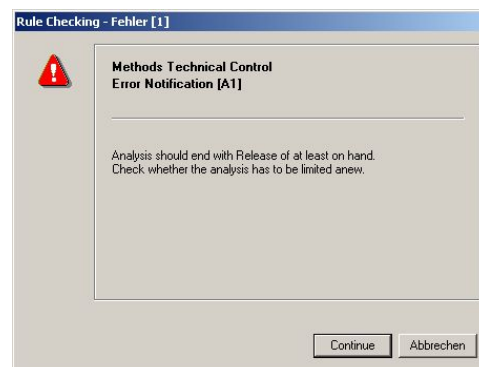 Rule Checking - Fehler [1]
Methods Technical Control
Error Notification [A1]
Analysis should end with Release of at least on hand.
Check whether the analysis has to be limited anew.
Continue
Abbrechen